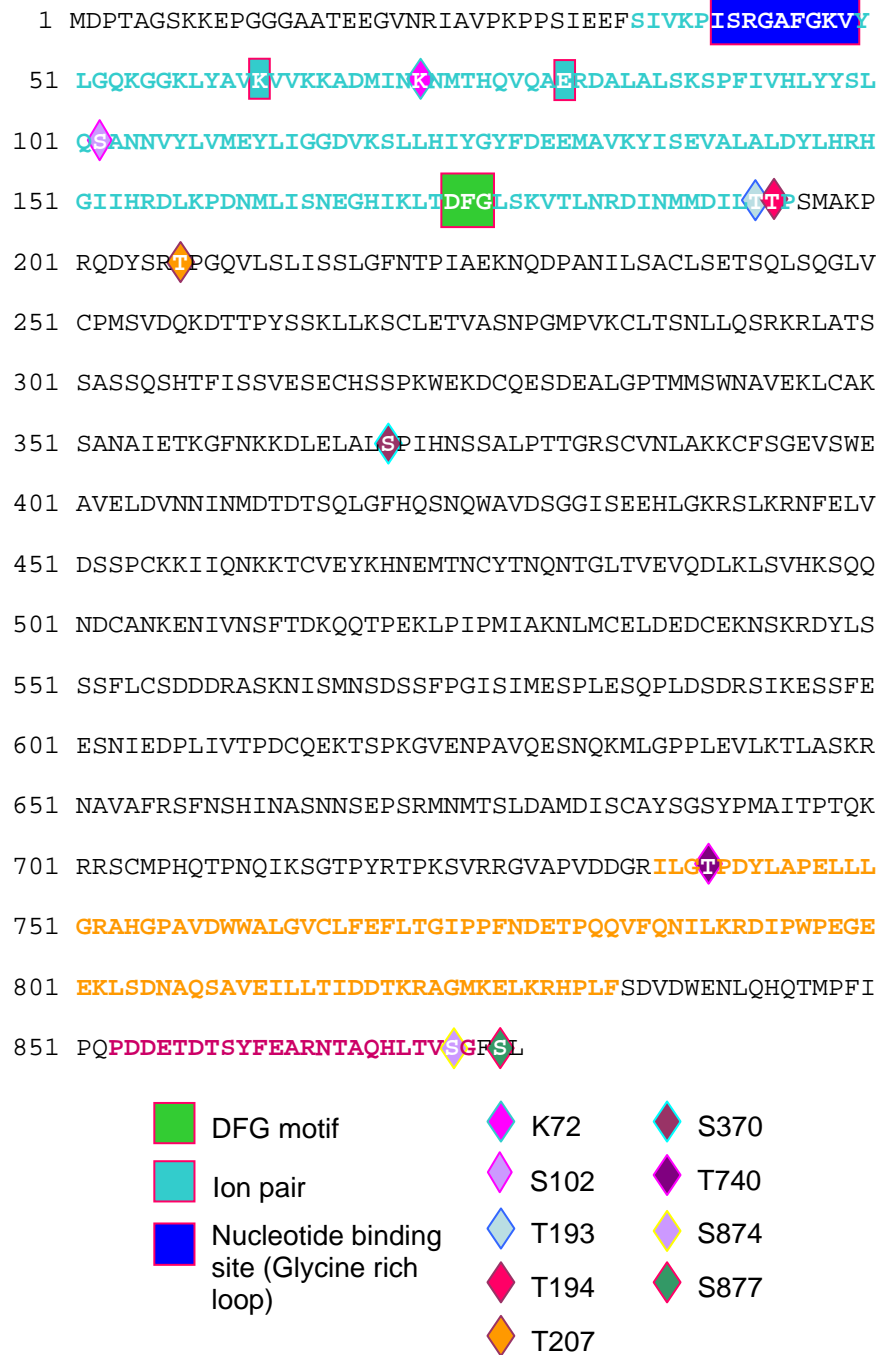 1 MDPTAGSKKEPGGGAATEEGVNRIAVPKPPSIEEFSIVKPISRGAFGKVY
51 LGQKGGKLYAVKVVKKADMINKNMTHQVQAERDALALSKSPFIVHLYYSL
101 QSANNVYLVMEYLIGGDVKSLLHIYGYFDEEMAVKYISEVALALDYLHRH
151 GIIHRDLKPDNMLISNEGHIKLTDFGLSKVTLNRDINMMDILTTPSMAKP
201 RQDYSRTPGQVLSLISSLGFNTPIAEKNQDPANILSACLSETSQLSQGLV
251 CPMSVDQKDTTPYSSKLLKSCLETVASNPGMPVKCLTSNLLQSRKRLATS
301 SASSQSHTFISSVESECHSSPKWEKDCQESDEALGPTMMSWNAVEKLCAK
351 SANAIETKGFNKKDLELALSPIHNSSALPTTGRSCVNLAKKCFSGEVSWE
401 AVELDVNNINMDTDTSQLGFHQSNQWAVDSGGISEEHLGKRSLKRNFELV
451 DSSPCKKIIQNKKTCVEYKHNEMTNCYTNQNTGLTVEVQDLKLSVHKSQQ
501 NDCANKENIVNSFTDKQQTPEKLPIPMIAKNLMCELDEDCEKNSKRDYLS
551 SSFLCSDDDRASKNISMNSDSSFPGISIMESPLESQPLDSDRSIKESSFE
601 ESNIEDPLIVTPDCQEKTSPKGVENPAVQESNQKMLGPPLEVLKTLASKR
651 NAVAFRSFNSHINASNNSEPSRMNMTSLDAMDISCAYSGSYPMAITPTQK
701 RRSCMPHQTPNQIKSGTPYRTPKSVRRGVAPVDDGRILGTPDYLAPELLL
751 GRAHGPAVDWWALGVCLFEFLTGIPPFNDETPQQVFQNILKRDIPWPEGE
801 EKLSDNAQSAVEILLTIDDTKRAGMKELKRHPLFSDVDWENLQHQTMPFI
851 PQPDDETDTSYFEARNTAQHLTVSGFSL
DFG motif
Ion pair
Nucleotide binding
site (Glycine rich
loop)
K72
S102
T193
T194
T207
S370
T740
S874
S877